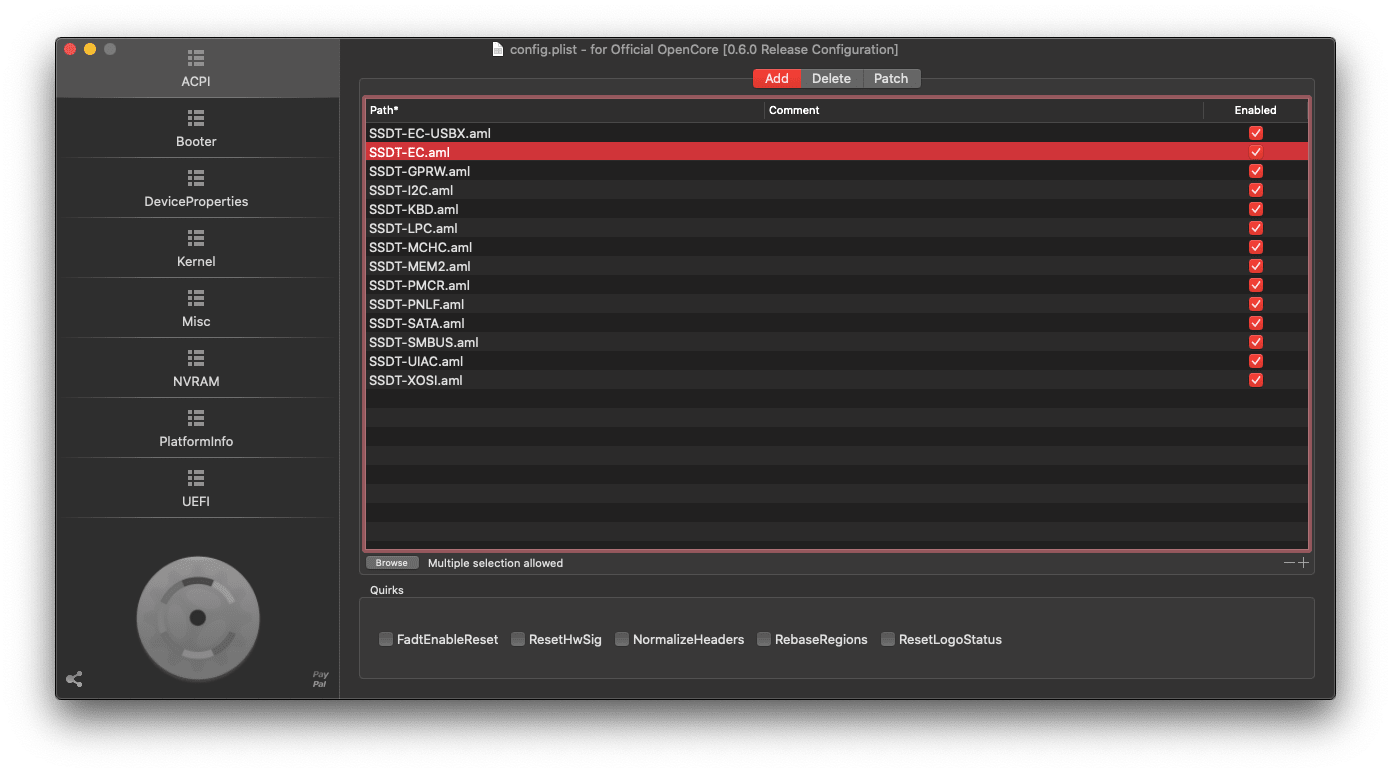 config.plist - for Official OpenCore [0.6.0 Release Configuration]
ACPI
Booter
DeviceProperties
Kernel
Misc
NVRAM
PlatformInfo
UEFI
Pay
Pal
Add Delete Patch
Path* Comment Enabled
SSDT-EC-USBX.aml
SSDT-EC.aml
SSDT-GPRW.aml
SSDT-I2C.aml
SSDT-KBD.aml
SSDT-LPC.aml
SSDT-MCHC.aml
SSDT-MEM2.aml
SSDT-PMCR.aml
SSDT-PNLF.aml
SSDT-SATA.aml
SSDT-SMBUS.aml
SSDT-UIAC.aml
SSDT-XOSI.aml
Browse Multiple selection allowed
Quirks
FadtEnableReset ResetHwSig NormalizeHeaders RebaseRegions ResetLogoStatus